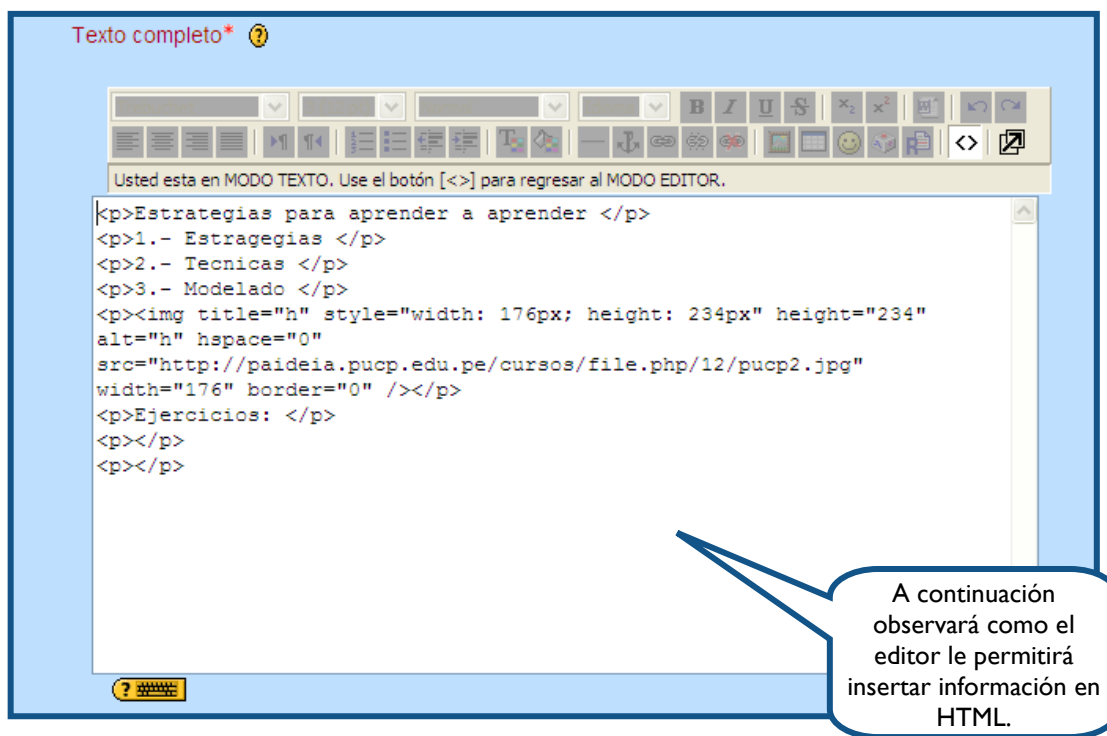 Texto completo*
B I U S x₂ x²
Usted esta en MODO TEXTO. Use el botón [<>] para regresar al MODO EDITOR.
<p>Estrategias para aprender a aprender </p>
<p>1.- Estragegias </p>
<p>2.- Tecnicas </p>
<p>3.- Modelado </p>
<p><img title="h" style="width: 176px; height: 234px" height="234"
alt="h" hspace="0"
src="http://paideia.pucp.edu.pe/cursos/file.php/12/pucp2.jpg"
width="176" border="0" /></p>
<p>Ejercicios: </p>
<p></p>
<p></p>
A continuación
observará como el
editor le permitirá
insertar información en
HTML.